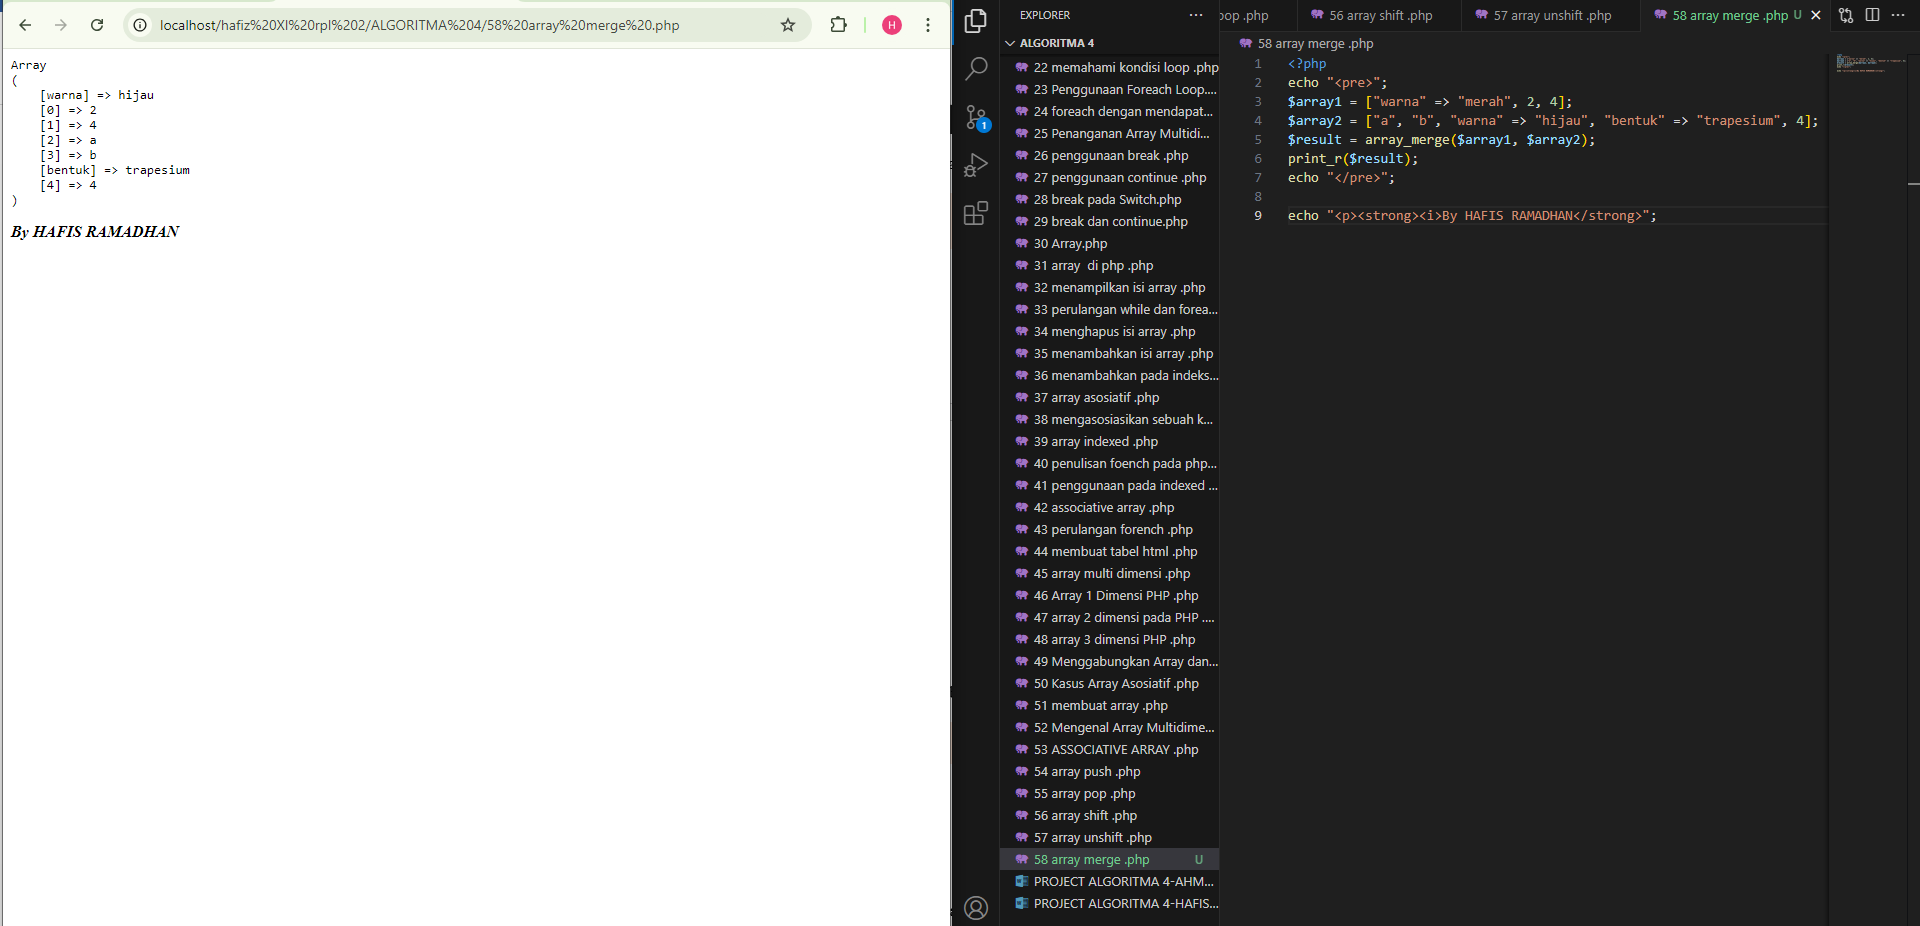 localhost/hafiz%20XI%20rpl%202/ALGORITMA%204/58%20array%20merge%20.php
H
Array
(
    [warna] => hijau
    [0] => 2
    [1] => 4
    [2] => a
    [3] => b
    [bentuk] => trapesium
    [4] => 4
)
By HAFIS RAMADHAN
1
EXPLORER
ALGORITMA 4
22 memahami kondisi loop .php
23 Penggunaan Foreach Loop....
24 foreach dengan mendapat...
25 Penanganan Array Multidi...
26 penggunaan break .php
27 penggunaan continue .php
28 break pada Switch.php
29 break dan continue.php
30 Array.php
31 array  di php .php
32 menampilkan isi array .php
33 perulangan while dan forea...
34 menghapus isi array .php
35 menambahkan isi array .php
36 menambahkan pada indeks...
37 array asosiatif .php
38 mengasosiasikan sebuah k...
39 array indexed .php
40 penulisan foench pada php...
41 penggunaan pada indexed ...
42 associative array .php
43 perulangan forench .php
44 membuat tabel html .php
45 array multi dimensi .php
46 Array 1 Dimensi PHP .php
47 array 2 dimensi pada PHP ....
48 array 3 dimensi PHP .php
49 Menggabungkan Array dan...
50 Kasus Array Asosiatif .php
51 membuat array .php
52 Mengenal Array Multidime...
53 ASSOCIATIVE ARRAY .php
54 array push .php
55 array pop .php
56 array shift .php
57 array unshift .php
58 array merge .php U
PROJECT ALGORITMA 4-AHM...
PROJECT ALGORITMA 4-HAFIS...
op .php 56 array shift .php 57 array unshift .php 58 array merge .php U
58 array merge .php
1 <?php
2 echo "<pre>";
3 $array1 = ["warna" => "merah", 2, 4];
4 $array2 = ["a", "b", "warna" => "hijau", "bentuk" => "trapesium", 4];
5 $result = array_merge($array1, $array2);
6 print_r($result);
7 echo "</pre>";
8
9 echo "<p><strong><i>By HAFIS RAMADHAN</strong>";